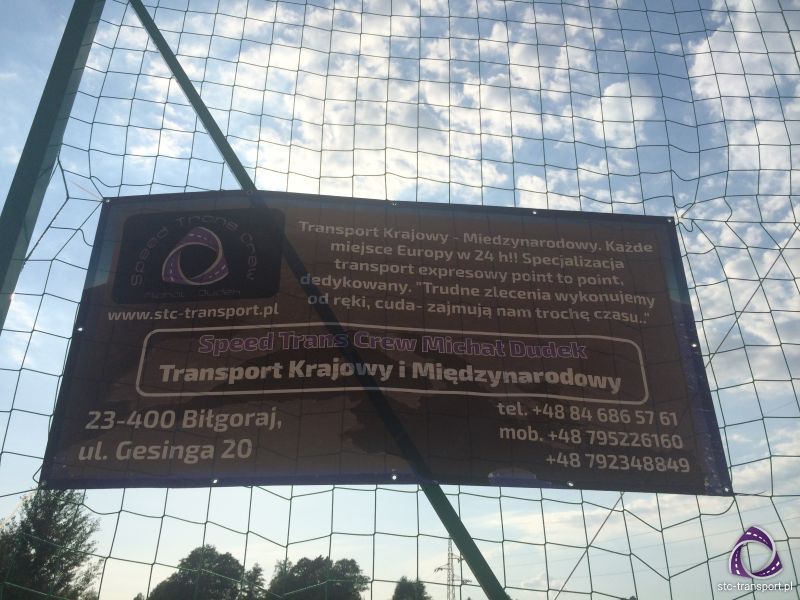 Speed Trans Crew
Michał Dudek
www.stc-transport.pl
Transport Krajowy - Miedzynarodowy. Każde
miejsce Europy w 24 h!! Specjalizacja
transport expresowy point to point,
dedykowany. "Trudne zlecenia wykonujemy
od ręki, cuda- zajmują nam trochę czasu.."
Speed Trans Crew Michał Dudek
Transport Krajowy i Międzynarodowy
23-400 Biłgoraj,
ul. Gesinga 20
tel. +48 84 686 57 61
mob. +48 795226160
+48 792348849
stc-transport.pl